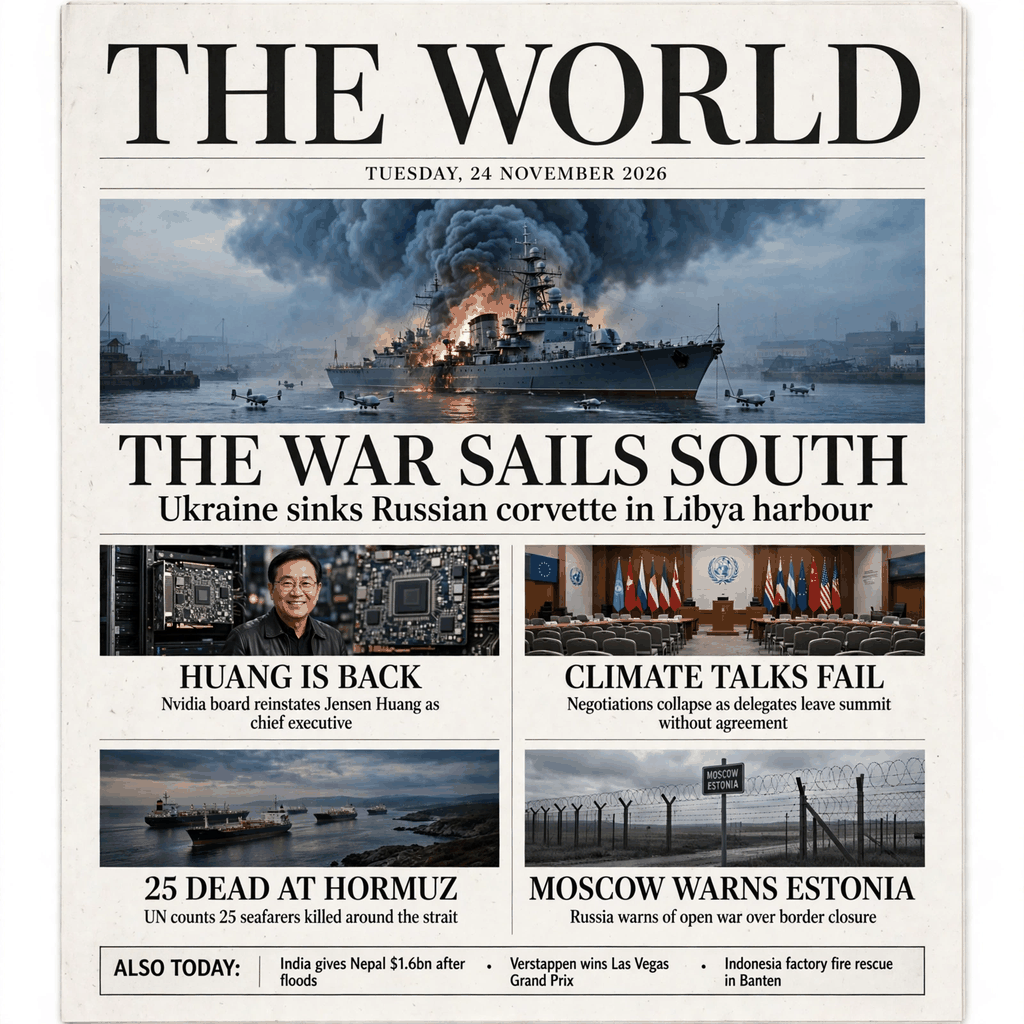 THE WORLD
TUESDAY, 24 NOVEMBER 2026
THE WAR SAILS SOUTH
Ukraine sinks Russian corvette in Libya harbour
HUANG IS BACK
Nvidia board reinstates Jensen Huang as
chief executive
CLIMATE TALKS FAIL
Negotiations collapse as delegates leave summit
without agreement
25 DEAD AT HORMUZ
UN counts 25 seafarers killed around the strait
MOSCOW
ESTONIA
MOSCOW WARNS ESTONIA
Russia warns of open war over border closure
ALSO TODAY:
India gives Nepal $1.6bn after
floods
• Verstappen wins Las Vegas
Grand Prix
• Indonesia factory fire rescue
in Banten